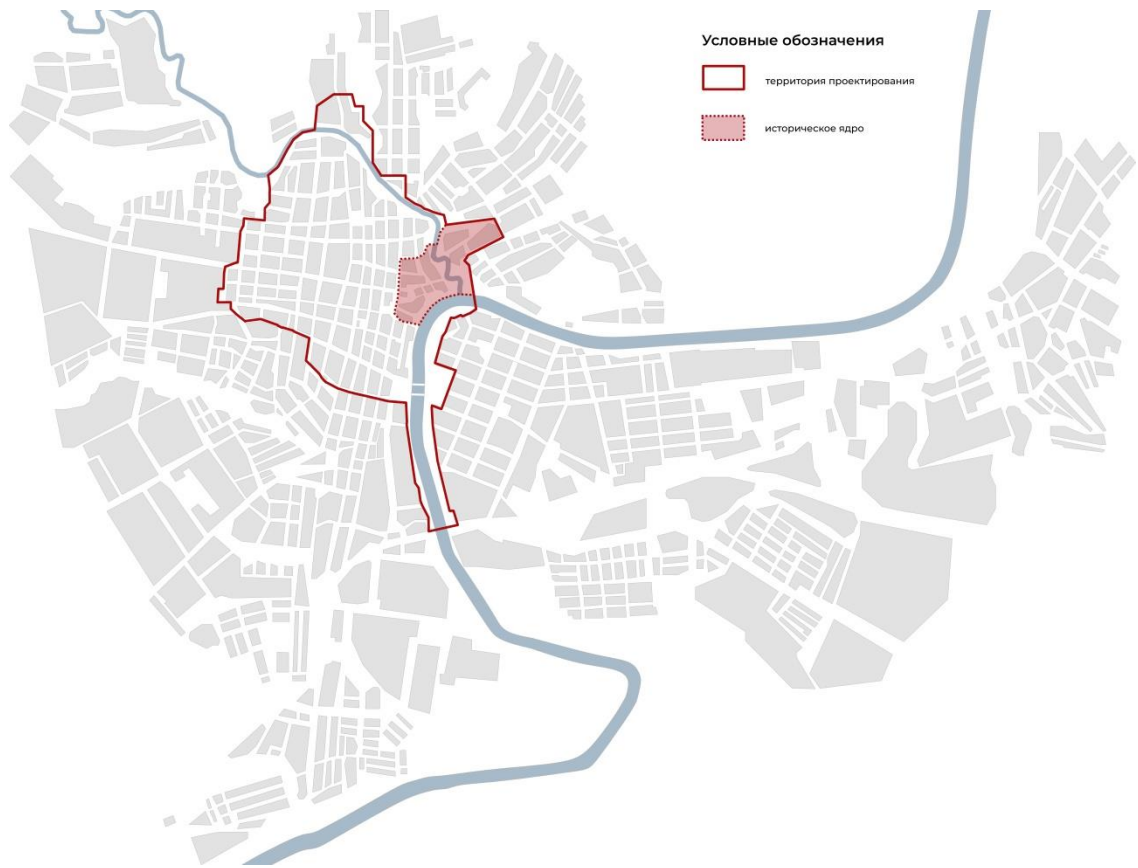 Условные обозначения
территория проектирования
историческое ядро